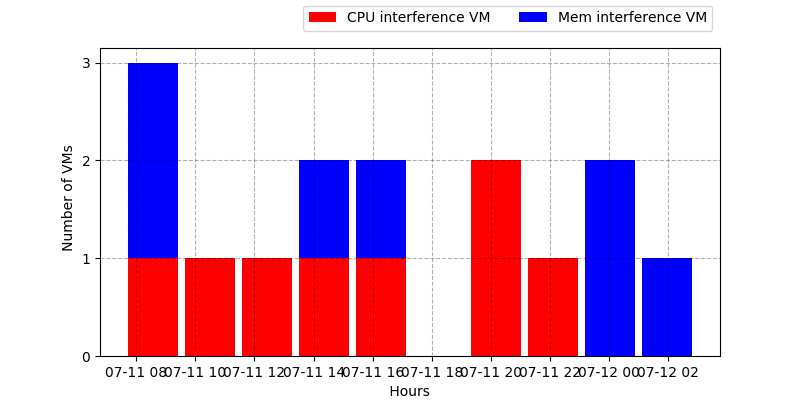 CPU interference VM Mem interference VM
3
2
1
0
Number of VMs
07-11 08 07-11 10 07-11 12 07-11 14 07-11 16 07-11 18 07-11 20 07-11 22 07-12 00 07-12 02
Hours